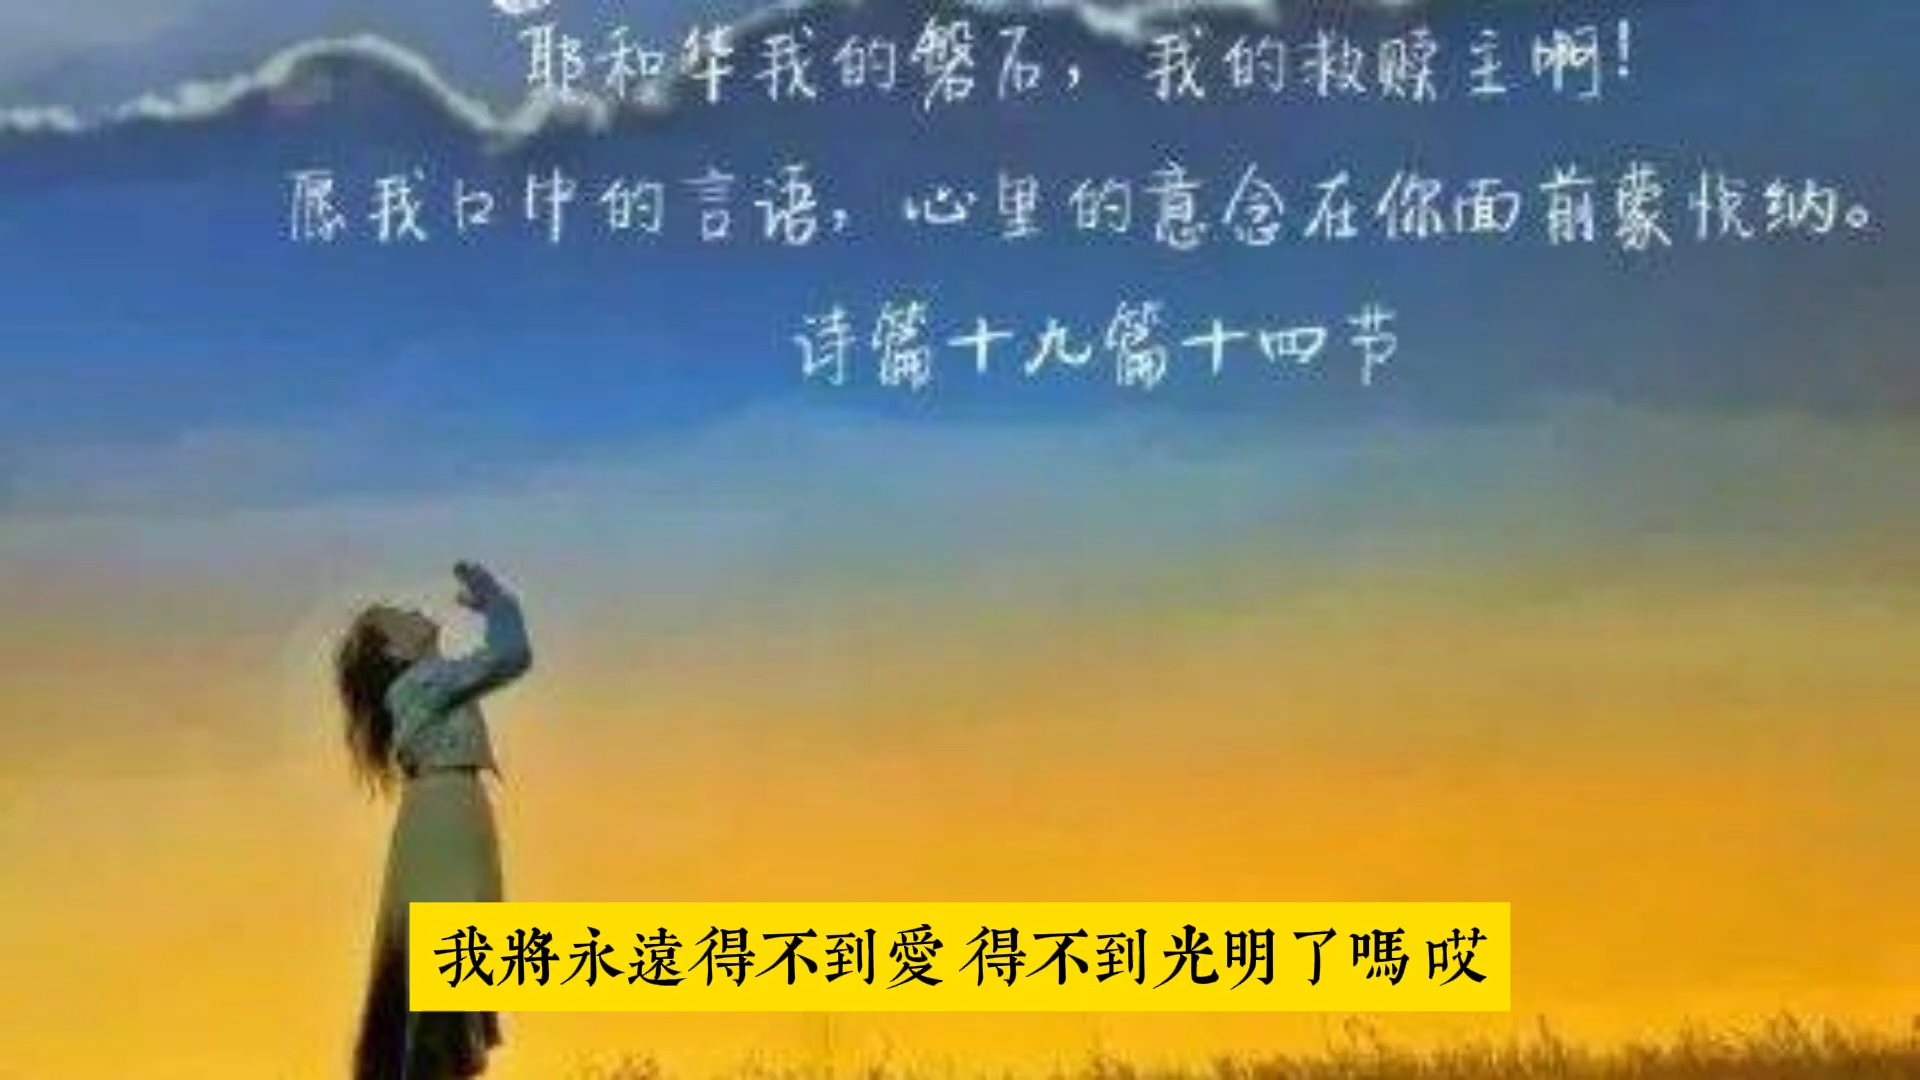 耶和华我的磐石，我的救赎主啊！
愿我口中的言语，心里的意念在你面前蒙悦纳。
诗篇十九篇十四节
我將永遠得不到愛 得不到光明了嗎 哎